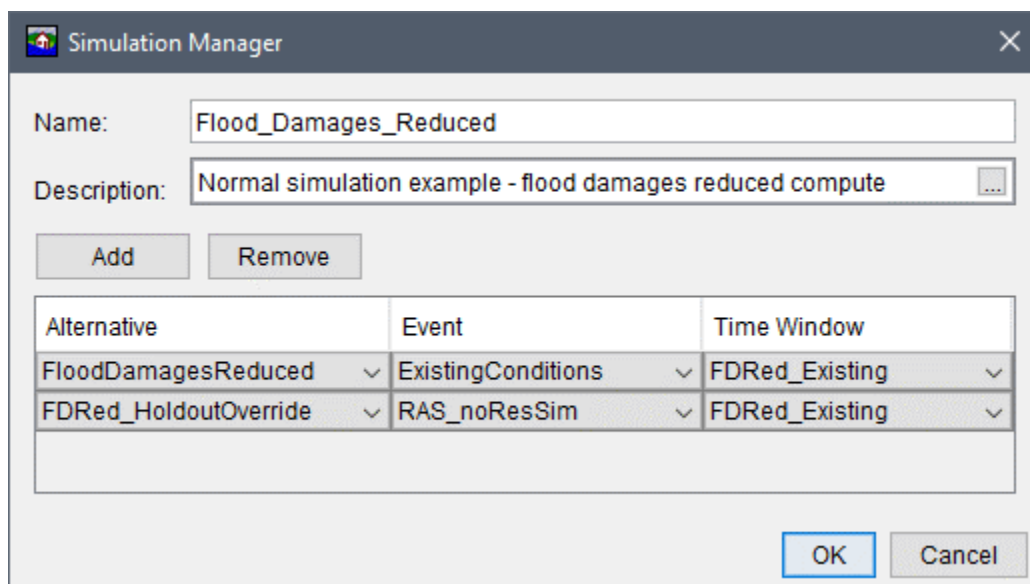 Simulation Manager
Name: Flood_Damages_Reduced
Description: Normal simulation example - flood damages reduced compute ...
Add Remove
Alternative Event Time Window
FloodDamagesReduced ExistingConditions FDRed_Existing
FDRed_HoldoutOverride RAS_noResSim FDRed_Existing
OK Cancel